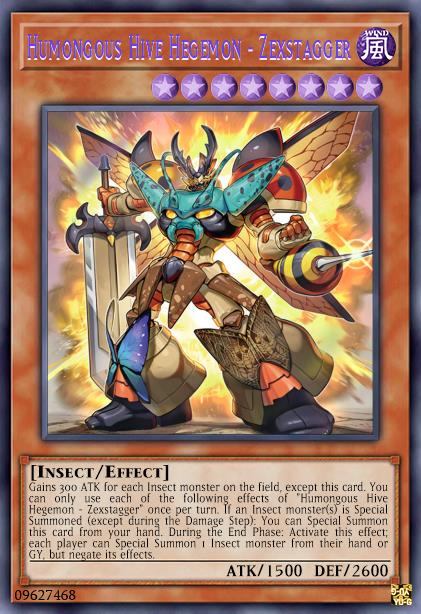 Humongous Hive Hegemon - Zexstagger
WIND
風
[Insect/Effect]
Gains 300 ATK for each Insect monster on the field, except this card. You
can only use each of the following effects of "Humongous Hive
Hegemon - Zexstagger" once per turn. If an Insect monster(s) is Special
Summoned (except during the Damage Step): You can Special Summon
this card from your hand. During the End Phase: Activate this effect;
each player can Special Summon 1 Insect monster from their hand or
GY, but negate its effects.
ATK/1500 DEF/2600
09627468